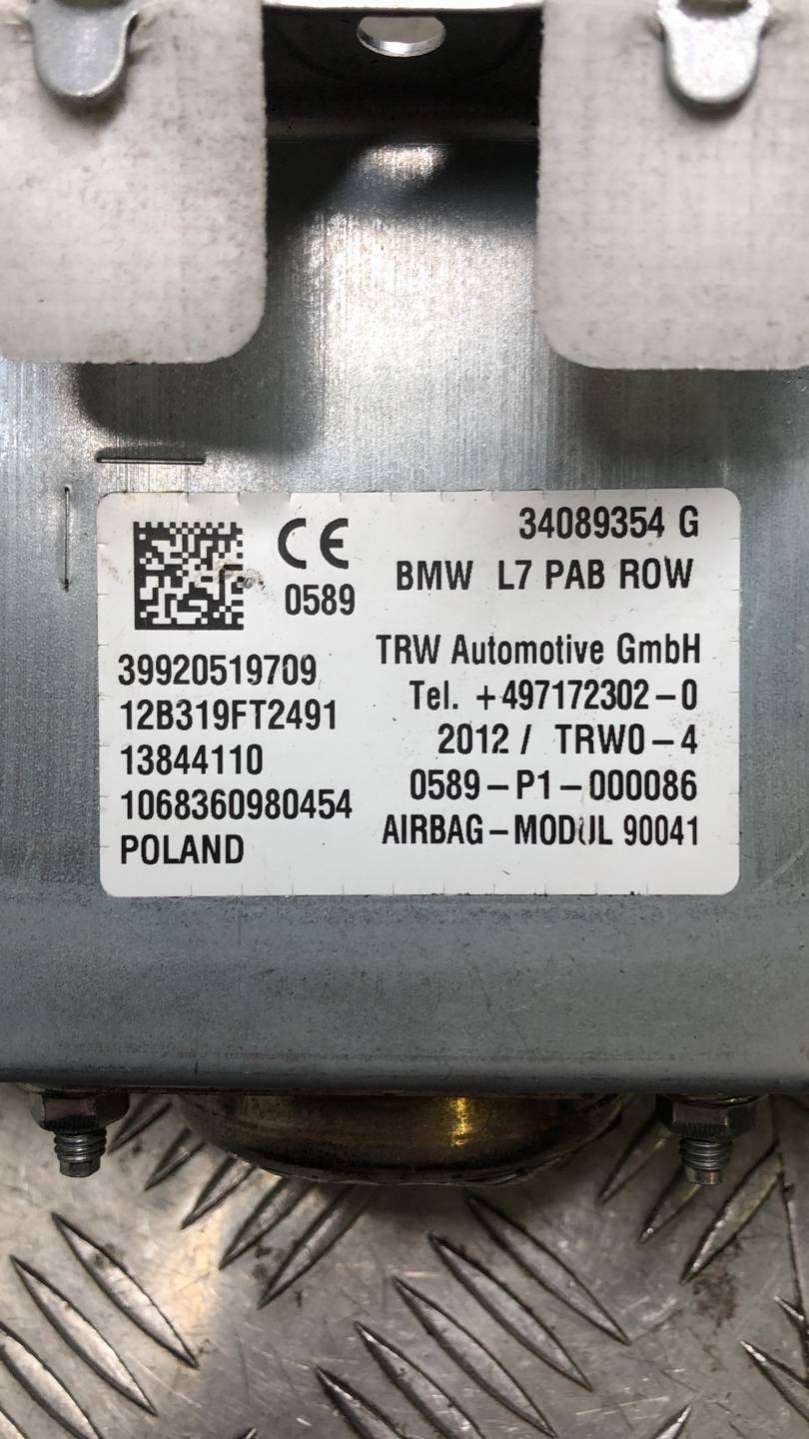 CE
0589
34089354 G
BMW L7 PAB ROW
39920519709
12B319FT2491
13844110
1068360980454
POLAND
TRW Automotive GmbH
Tel. +497172302-0
2012 / TRW0-4
0589-P1-000086
AIRBAG-MODUL 90041